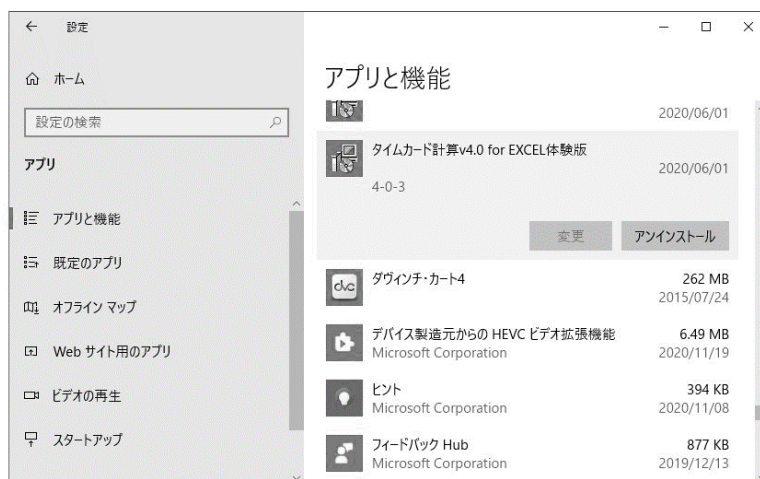 設定
ホーム
設定の検索
アプリ
アプリと機能
既定のアプリ
オフライン マップ
Web サイト用のアプリ
ビデオの再生
スタートアップ
アプリと機能
2020/06/01
タイムカード計算v4.0 for EXCEL体験版
2020/06/01
4-0-3
変更
アンインストール
ダヴィンチ・カート4
262 MB
2015/07/24
デバイス製造元からの HEVC ビデオ拡張機能
6.49 MB
Microsoft Corporation
2020/11/19
ヒント
394 KB
Microsoft Corporation
2020/11/08
フィードバック Hub
877 KB
Microsoft Corporation
2019/12/13